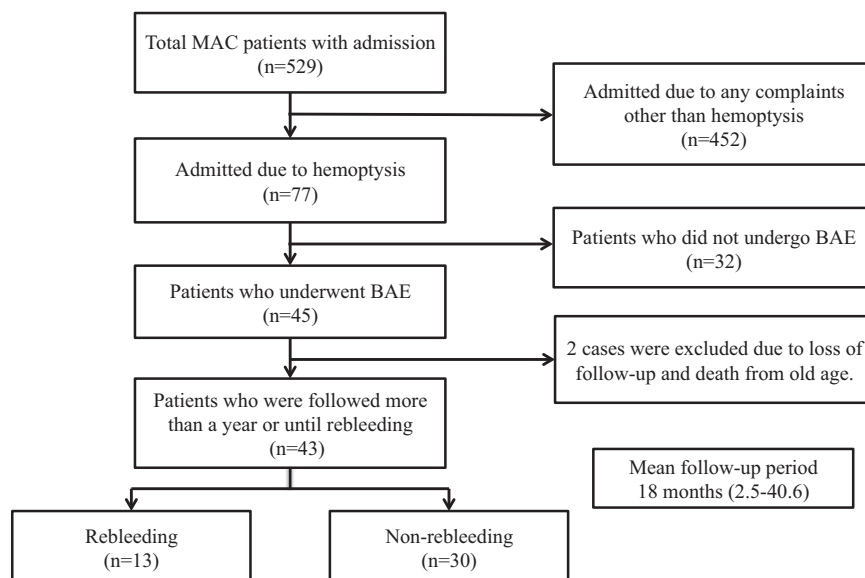 Total MAC patients with admission
(n=529)
Admitted due to any complaints
other than hemoptysis
(n=452)
Admitted due to hemoptysis
(n=77)
Patients who did not undergo BAE
(n=32)
Patients who underwent BAE
(n=45)
2 cases were excluded due to loss of
follow-up and death from old age.
Patients who were followed more
than a year or until rebleeding
(n=43)
Mean follow-up period
18 months (2.5-40.6)
Rebleeding
(n=13)
Non-rebleeding
(n=30)